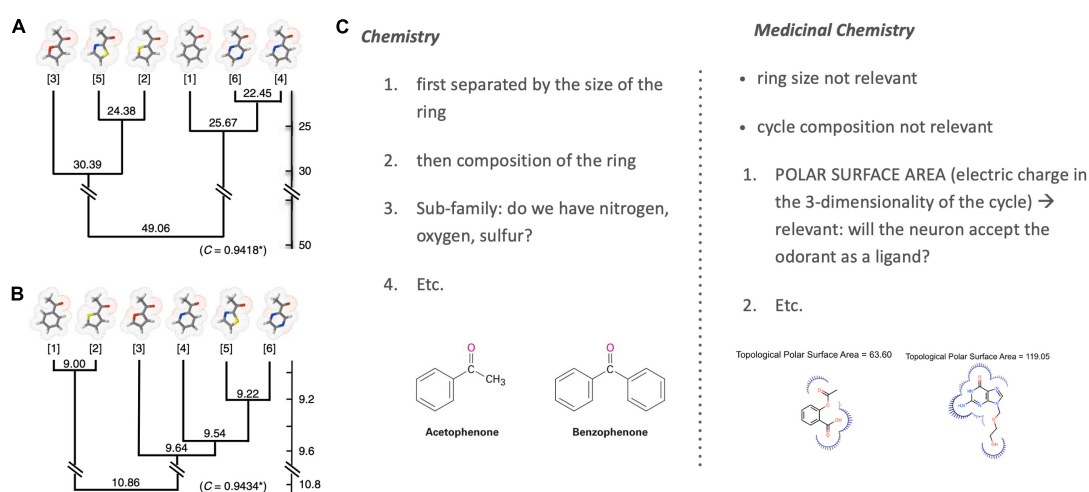 A
[3] [5] [2] [1] [6] [4]
22.45
24.38
25.67
25
30.39
30
49.06
50
(C = 0.9418*)
B
[1] [2] [3] [4] [5] [6]
9.00
9.22
9.2
9.54
9.64
9.6
10.86
10.8
(C = 0.9434*)
C
Chemistry
1. first separated by the size of the
ring
2. then composition of the ring
3. Sub-family: do we have nitrogen,
oxygen, sulfur?
4. Etc.
O
CH3
Acetophenone
O
Benzophenone
Medicinal Chemistry
• ring size not relevant
• cycle composition not relevant
1. POLAR SURFACE AREA (electric charge in
the 3-dimensionality of the cycle) →
relevant: will the neuron accept the
odorant as a ligand?
2. Etc.
Topological Polar Surface Area = 63.60
Topological Polar Surface Area = 119.05